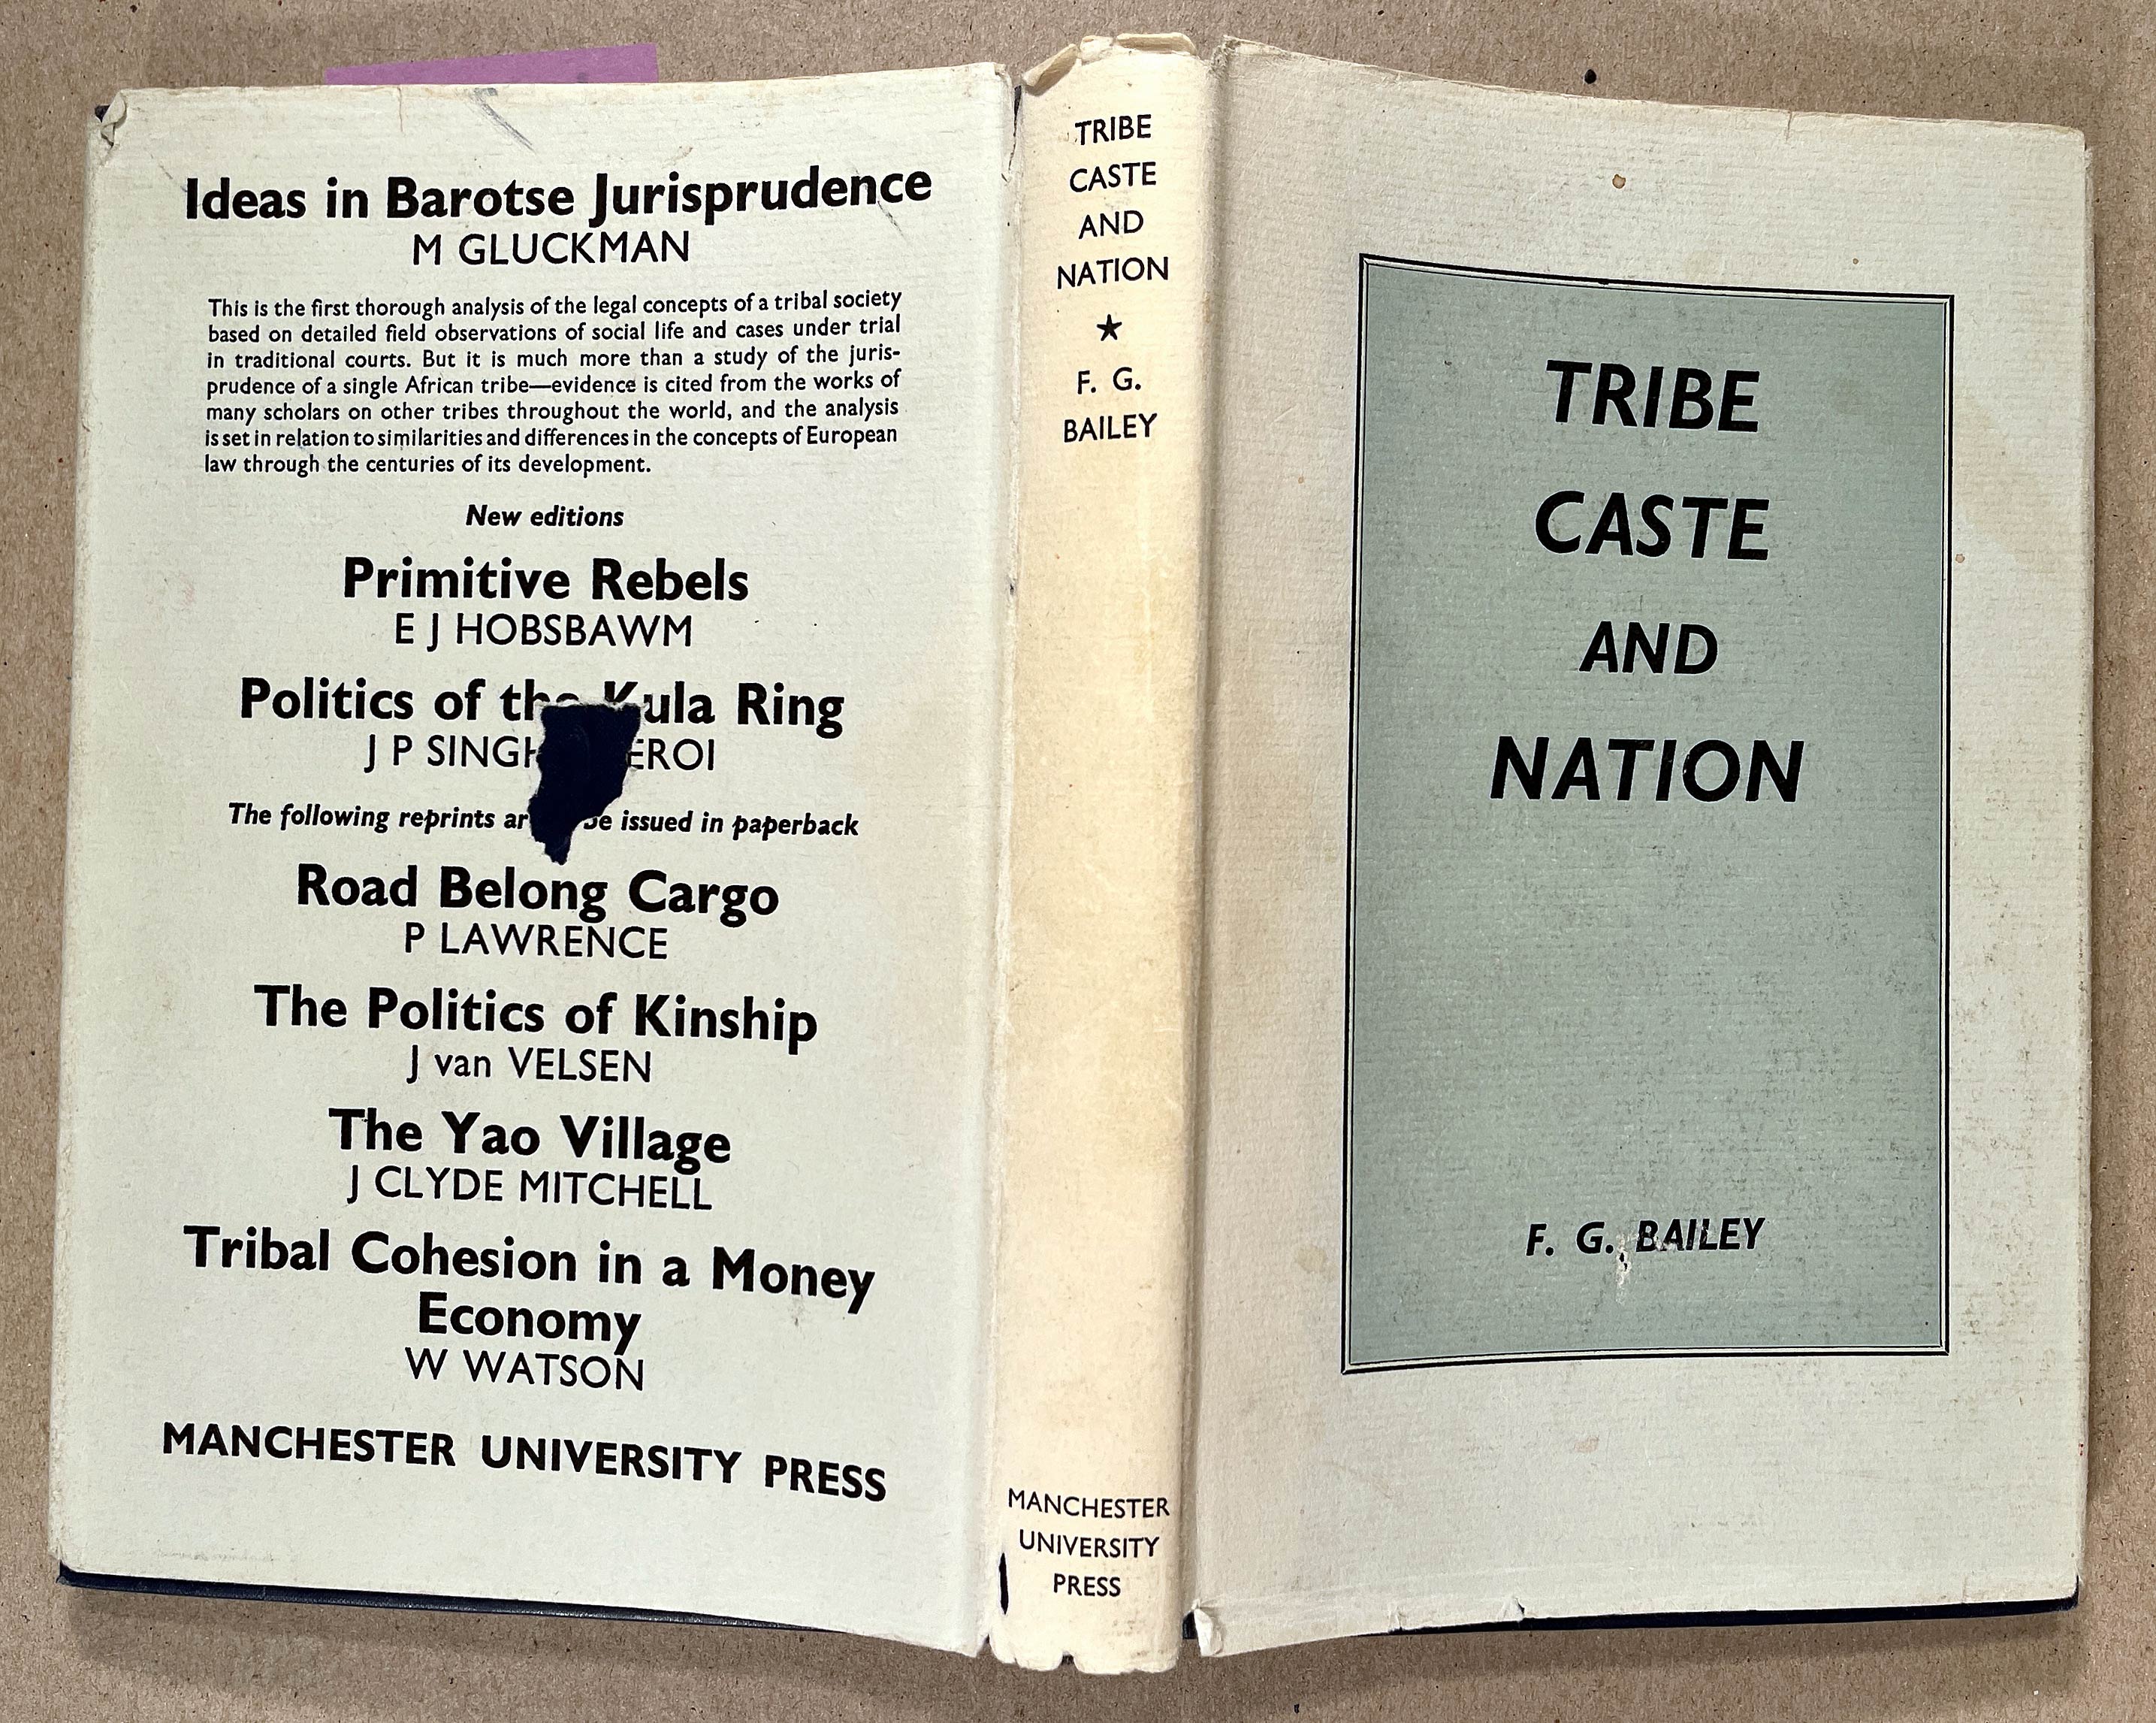 Ideas in Barotse Jurisprudence
M GLUCKMAN
This is the first thorough analysis of the legal concepts of a tribal society
based on detailed field observations of social life and cases under trial
in traditional courts. But it is much more than a study of the juris-
prudence of a single African tribe—evidence is cited from the works of
many scholars on other tribes throughout the world, and the analysis
is set in relation to similarities and differences in the concepts of European
law through the centuries of its development.
New editions
Primitive Rebels
E J HOBSBAWM
Politics of the Kula Ring
J P SINGH
The following reprints be issued in paperback
Road Belong Cargo
P LAWRENCE
The Politics of Kinship
J van VELSEN
The Yao Village
J CLYDE MITCHELL
Tribal Cohesion in a Money
Economy
W WATSON
MANCHESTER UNIVERSITY PRESS
TRIBE
CASTE
AND
NATION
★
F. G.
BAILEY
MANCHESTER
UNIVERSITY
PRESS
TRIBE
CASTE
AND
NATION
F. G. BAILEY